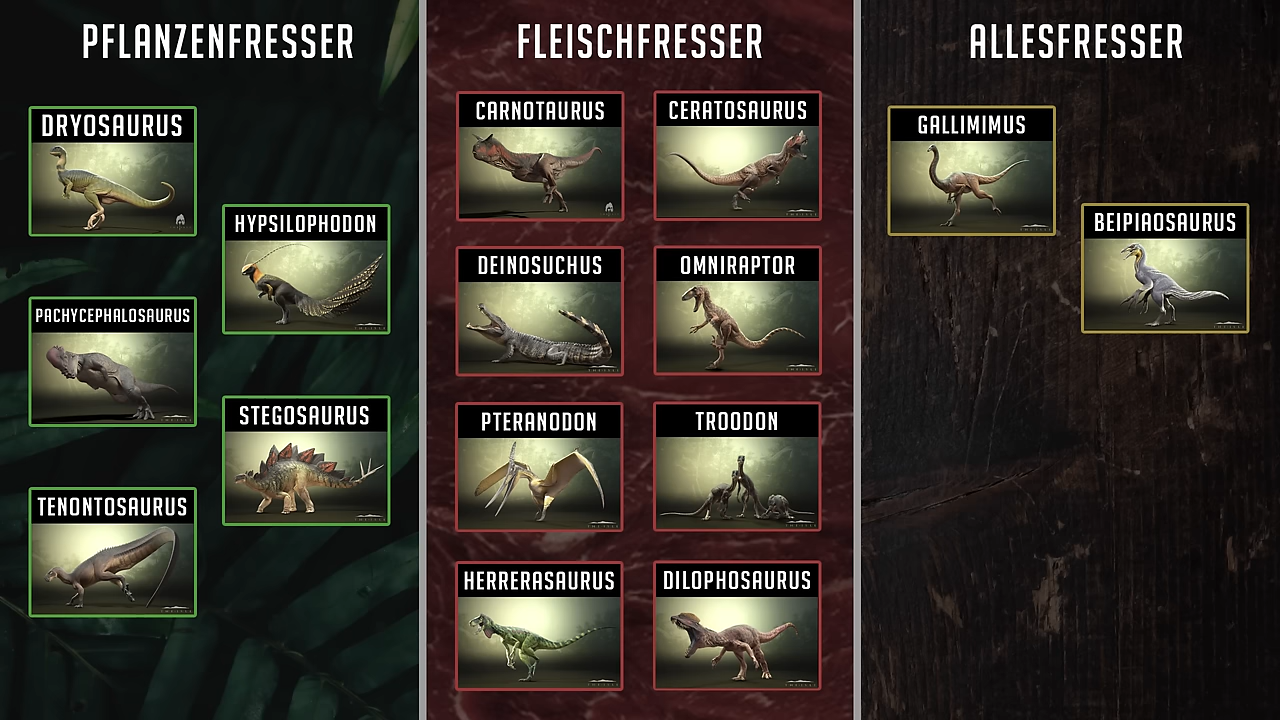 PFLANZENFRESSER
DRYOSAURUS
HYPSILOPHODON
PACHYCEPHALOSAURUS
STEGOSAURUS
TENONTOSAURUS
FLEISCHFRESSER
CARNOTAURUS
CERATOSAURUS
DEINOSUCHUS
OMNIRAPTOR
PTERANODON
TROODON
HERRERASAURUS
DILOPHOSAURUS
ALLESFRESSER
GALLIMIMUS
BEIPIAOSAURUS